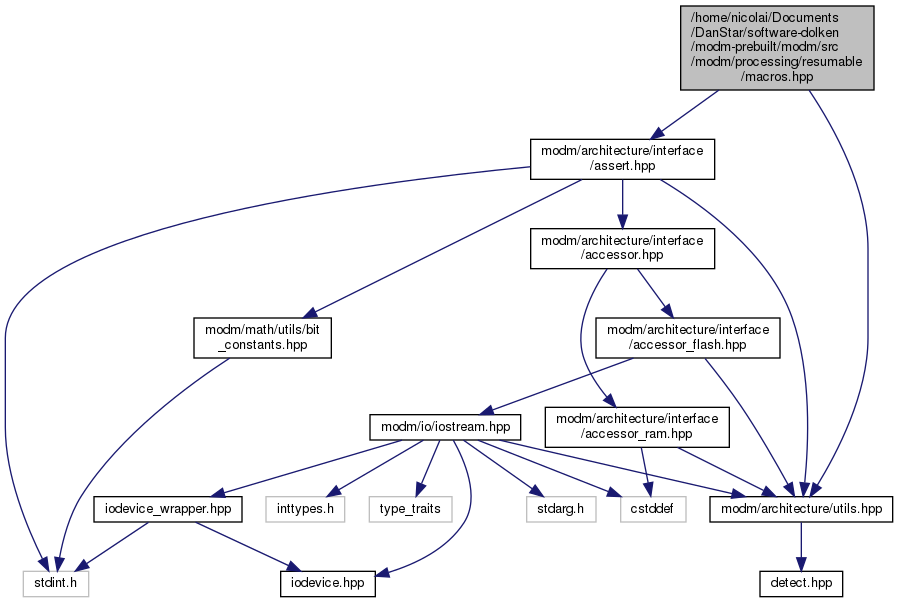 /home/nicolai/Documents
/DanStar/software-dolken
/modm-prebuilt/modm/src
/modm/processing/resumable
/macros.hpp
modm/architecture/interface
/assert.hpp
modm/architecture/interface
/accessor.hpp
modm/math/utils/bit
_constants.hpp
modm/architecture/interface
/accessor_flash.hpp
modm/io/iostream.hpp
modm/architecture/interface
/accessor_ram.hpp
iodevice_wrapper.hpp
inttypes.h
type_traits
stdarg.h
cstddef
modm/architecture/utils.hpp
stdint.h
iodevice.hpp
detect.hpp